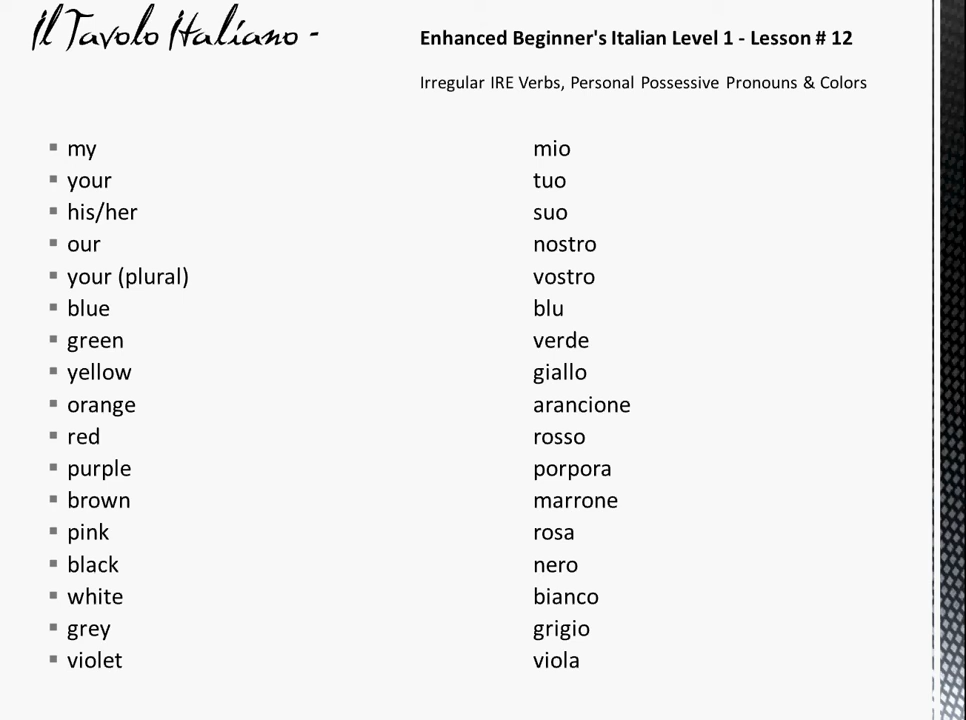 Il Tavolo Italiano -
Enhanced Beginner's Italian Level 1 - Lesson # 12
Irregular IRE Verbs, Personal Possessive Pronouns & Colors
▪ my mio
▪ your tuo
▪ his/her suo
▪ our nostro
▪ your (plural) vostro
▪ blue blu
▪ green verde
▪ yellow giallo
▪ orange arancione
▪ red rosso
▪ purple porpora
▪ brown marrone
▪ pink rosa
▪ black nero
▪ white bianco
▪ grey grigio
▪ violet viola